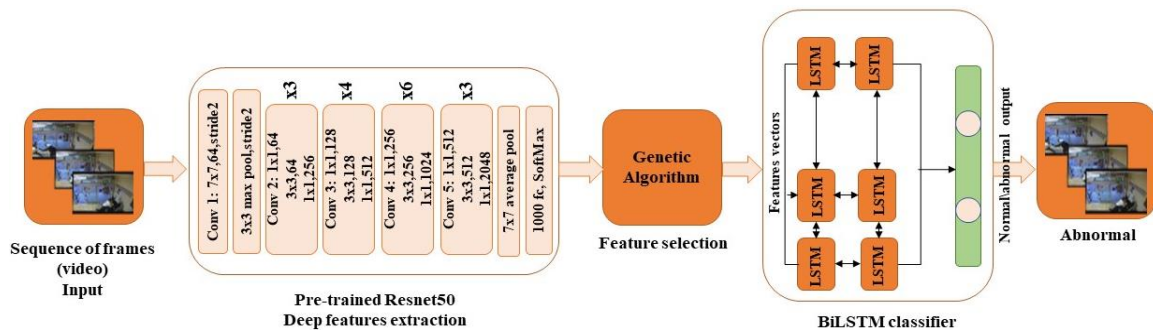 Sequence of frames
(video)
Input
Conv 1: 7x7,64,stride2
3x3 max pool,stride2
x3
Conv 2: 1x1,64
3x3,64
1x1,256
x4
Conv 3: 1x1,128
3x3,128
1x1,512
x6
Conv 4: 1x1,256
3x3,256
1x1,1024
x3
Conv 5: 1x1,512
3x3,512
1x1,2048
7x7 average pool
1000 fc, SoftMax
Pre-trained Resnet50
Deep features extraction
Genetic
Algorithm
Feature selection
Features vectors
LSTM
LSTM
LSTM
LSTM
LSTM
LSTM
BiLSTM classifier
Normal\abnormal output
Abnormal